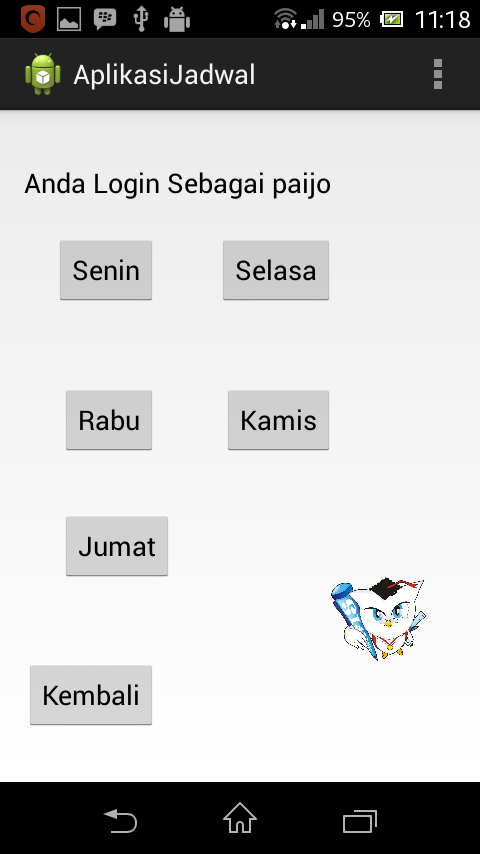 95% 11:18
AplikasiJadwal
Anda Login Sebagai paijo
Senin Selasa
Rabu Kamis
Jumat
Kembali